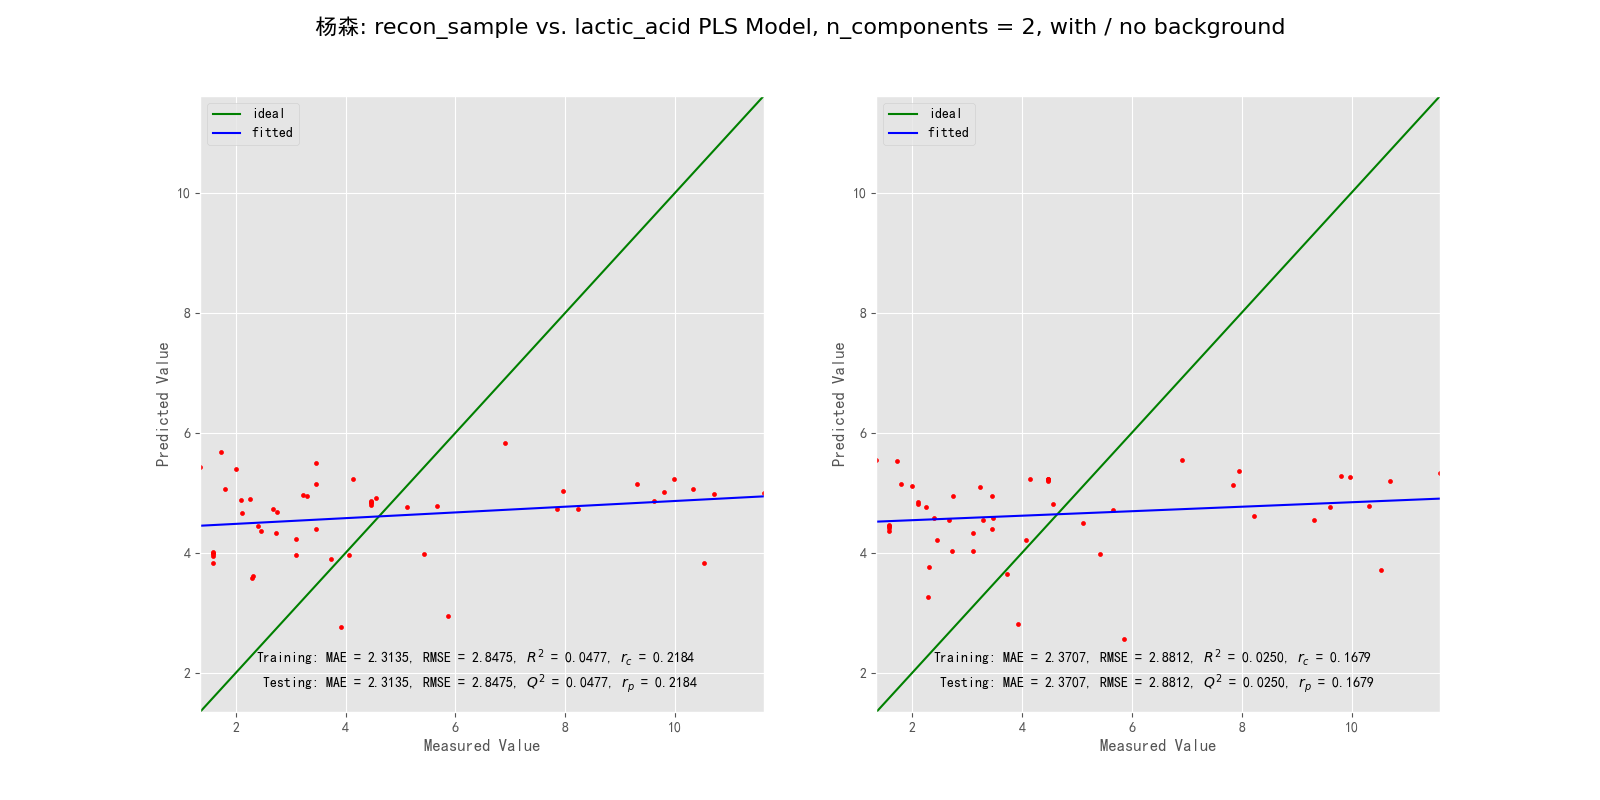 杨森: recon_sample vs. lactic_acid PLS Model, n_components = 2, with / no background
ideal
fitted
10
8
6
4
2
Predicted Value
Training: MAE = 2.3135, RMSE = 2.8475, R² = 0.0477, r_c = 0.2184
Testing: MAE = 2.3135, RMSE = 2.8475, Q² = 0.0477, r_p = 0.2184
2 4 6 8 10
Measured Value
ideal
fitted
10
8
6
4
2
Predicted Value
Training: MAE = 2.3707, RMSE = 2.8812, R² = 0.0250, r_c = 0.1679
Testing: MAE = 2.3707, RMSE = 2.8812, Q² = 0.0250, r_p = 0.1679
2 4 6 8 10
Measured Value